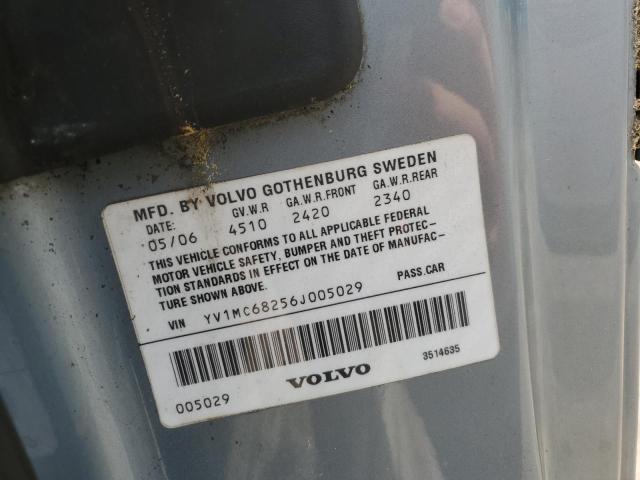 MFD. BY VOLVO GOTHENBURG SWEDEN
DATE: GV.W.R GA.W.R.FRONT GA.W.R.REAR
05/06 4510 2420 2340
THIS VEHICLE CONFORMS TO ALL APPLICABLE FEDERAL
MOTOR VEHICLE SAFETY, BUMPER AND THEFT PROTEC-
TION STANDARDS IN EFFECT ON THE DATE OF MANUFAC-
TURE SHOWN ABOVE. PASS.CAR
VIN YV1MC68256J005029
005029 VOLVO 3514635